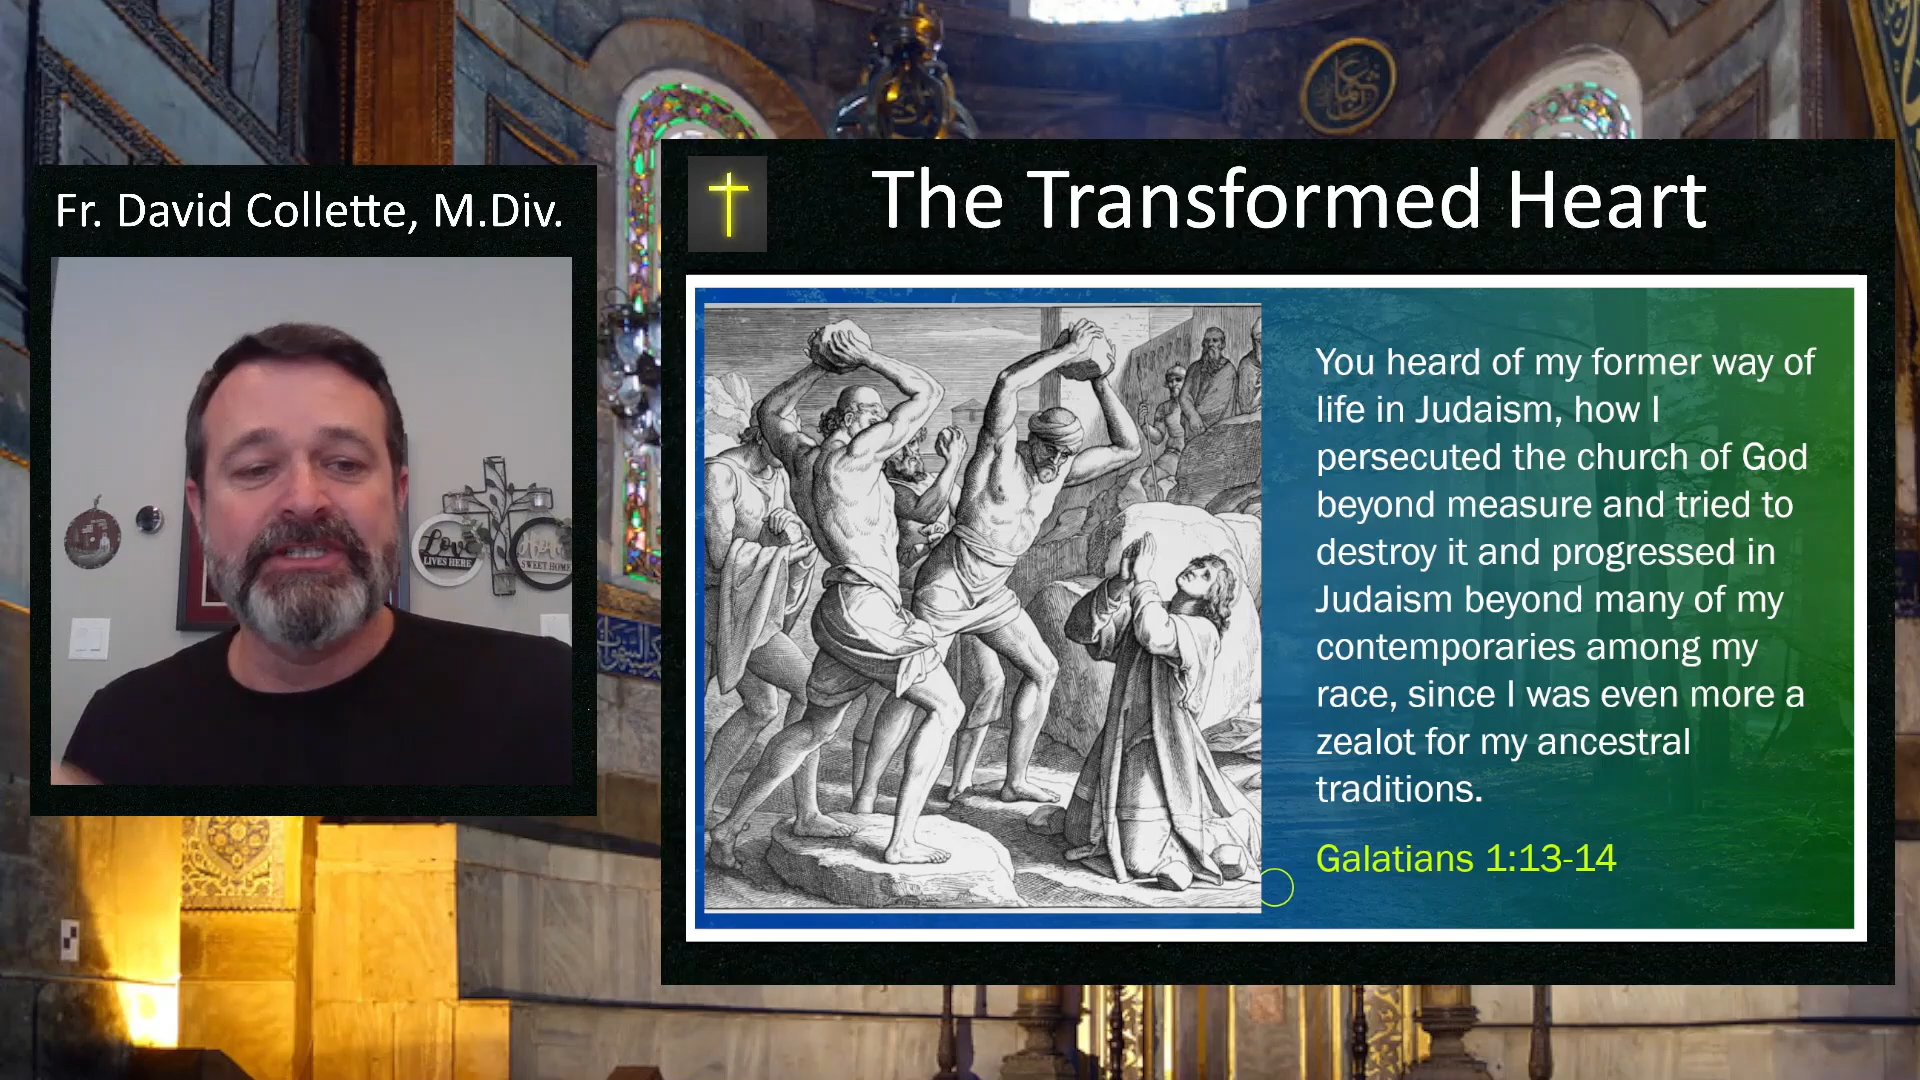 Fr. David Collette, M.Div.
The Transformed Heart
You heard of my former way of
life in Judaism, how I
persecuted the church of God
beyond measure and tried to
destroy it and progressed in
Judaism beyond many of my
contemporaries among my
race, since I was even more a
zealot for my ancestral
traditions.
Galatians 1:13-14
Love
LIVES HERE
SWEET HOME